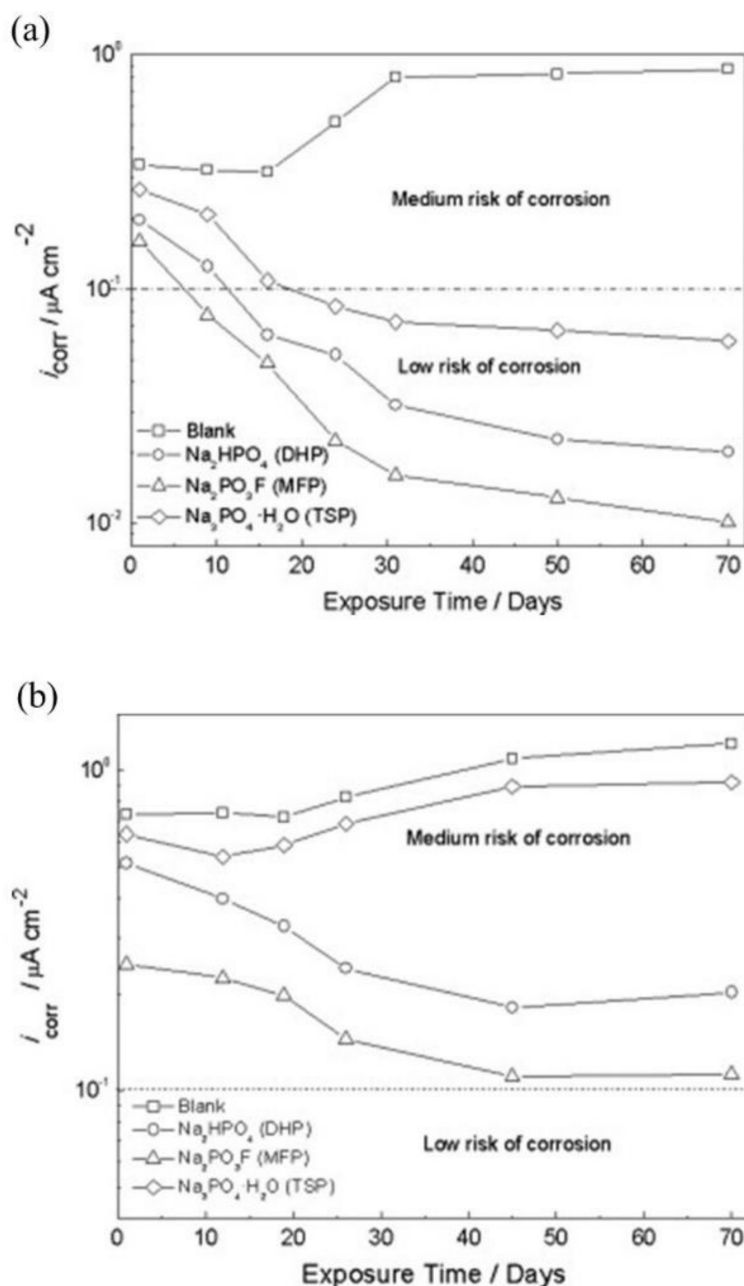 (a)
10⁰
i_corr / µA cm⁻²
Medium risk of corrosion
10⁻¹
Low risk of corrosion
Blank
Na₂HPO₄ (DHP)
Na₂PO₃F (MFP)
Na₃PO₄·H₂O (TSP)
10⁻²
0 10 20 30 40 50 60 70
Exposure Time / Days
(b)
10⁰
Medium risk of corrosion
i_corr / µA cm⁻²
10⁻¹
Blank
Na₂HPO₄ (DHP)
Low risk of corrosion
Na₂PO₃F (MFP)
Na₃PO₄·H₂O (TSP)
0 10 20 30 40 50 60 70
Exposure Time / Days